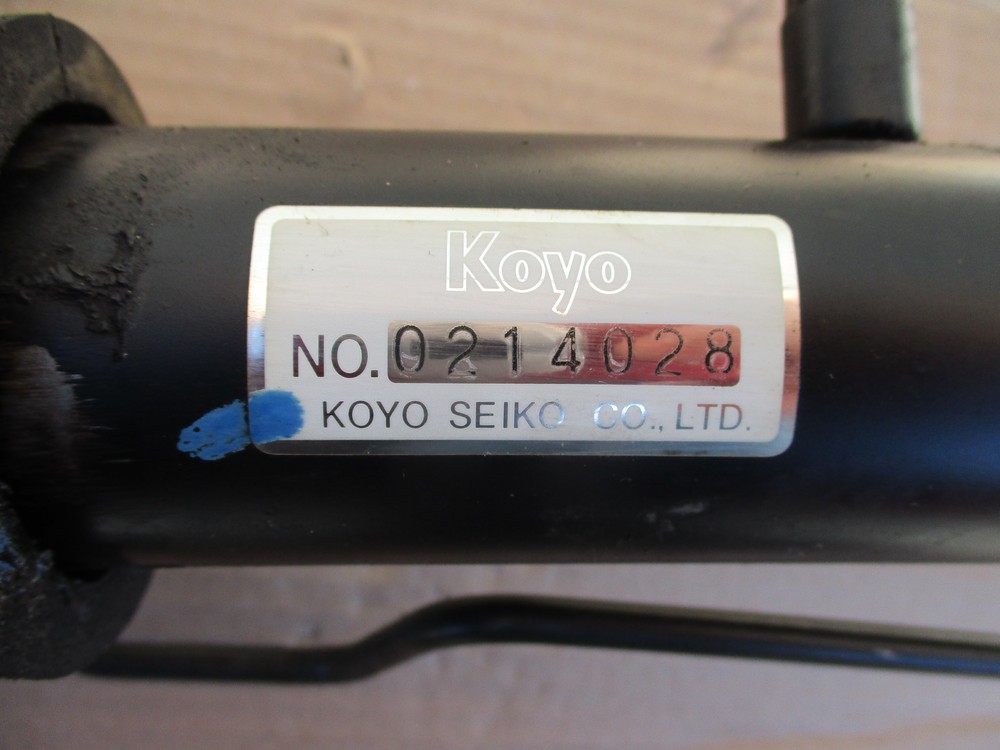 Koyo
NO. 0214028
KOYO SEIKO CO., LTD.